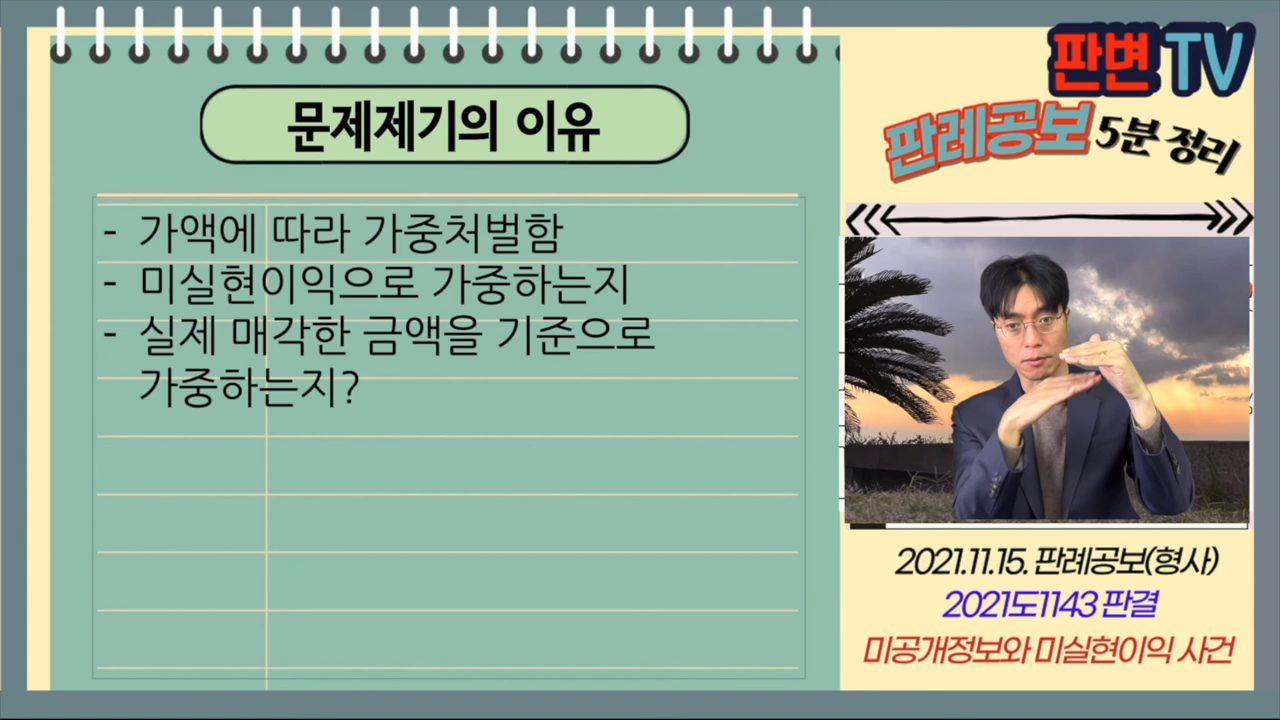 문제제기의 이유
- 가액에 따라 가중처벌함
- 미실현이익으로 가중하는지
- 실제 매각한 금액을 기준으로
가중하는지?
판변 TV
판례공보 5분 정리
2021.11.15. 판례공보(형사)
2021도1143 판결
미공개정보와 미실현이익 사건